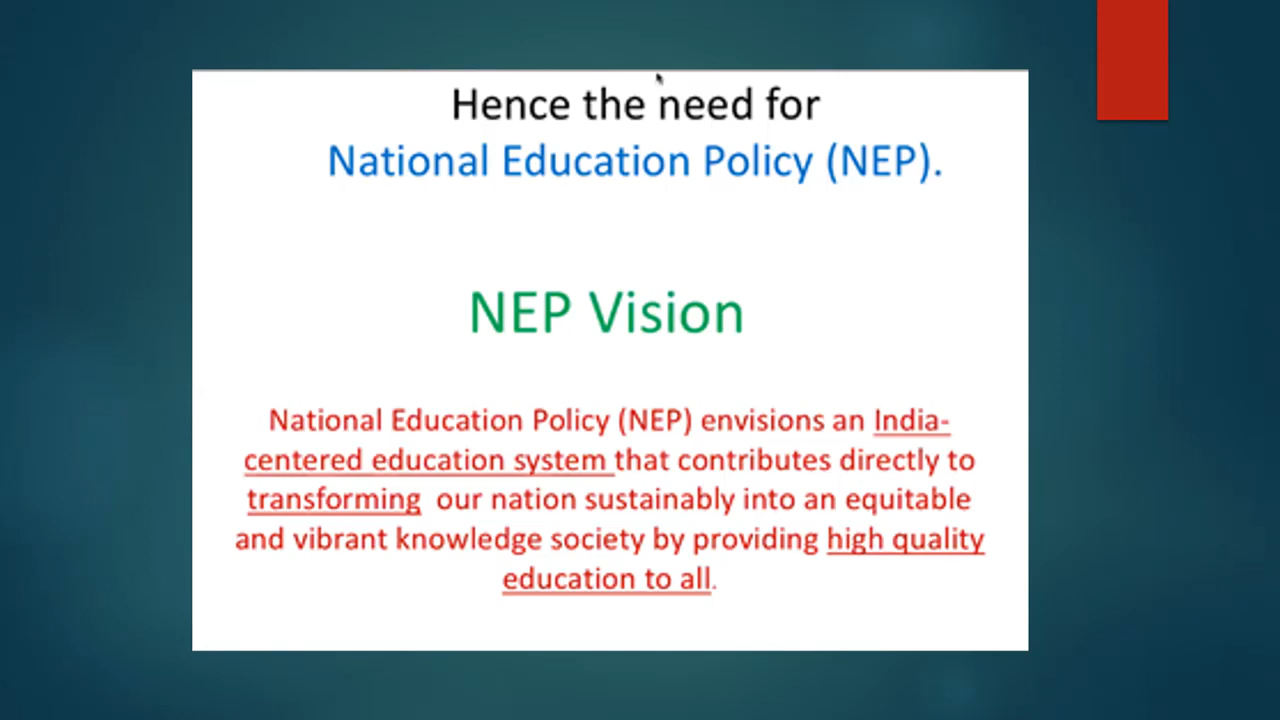 Hence the need for
National Education Policy (NEP).
NEP Vision
National Education Policy (NEP) envisions an India-
centered education system that contributes directly to
transforming our nation sustainably into an equitable
and vibrant knowledge society by providing high quality
education to all.